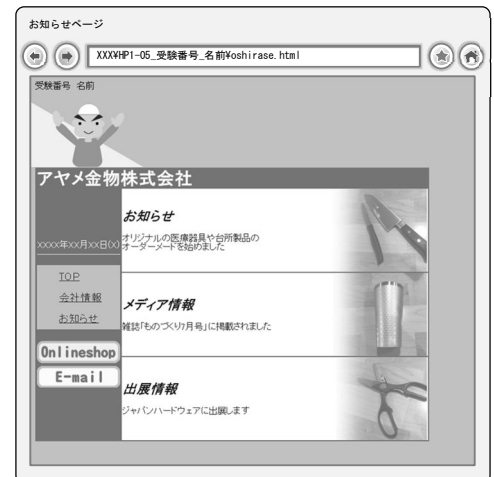 お知らせページ
XXX¥HP1-05_受験番号_名前¥oshirase.html
受験番号 名前
アヤメ金物株式会社
xxxx年xx月xx日(x)
お知らせ
オリジナルの医療器具や台所製品の
オーダーメードを始めました
TOP
会社情報
お知らせ
メディア情報
雑誌「ものづくり7月号」に掲載されました
Onlineshop
E-mail
出展情報
ジャパンハードウェアに出展します